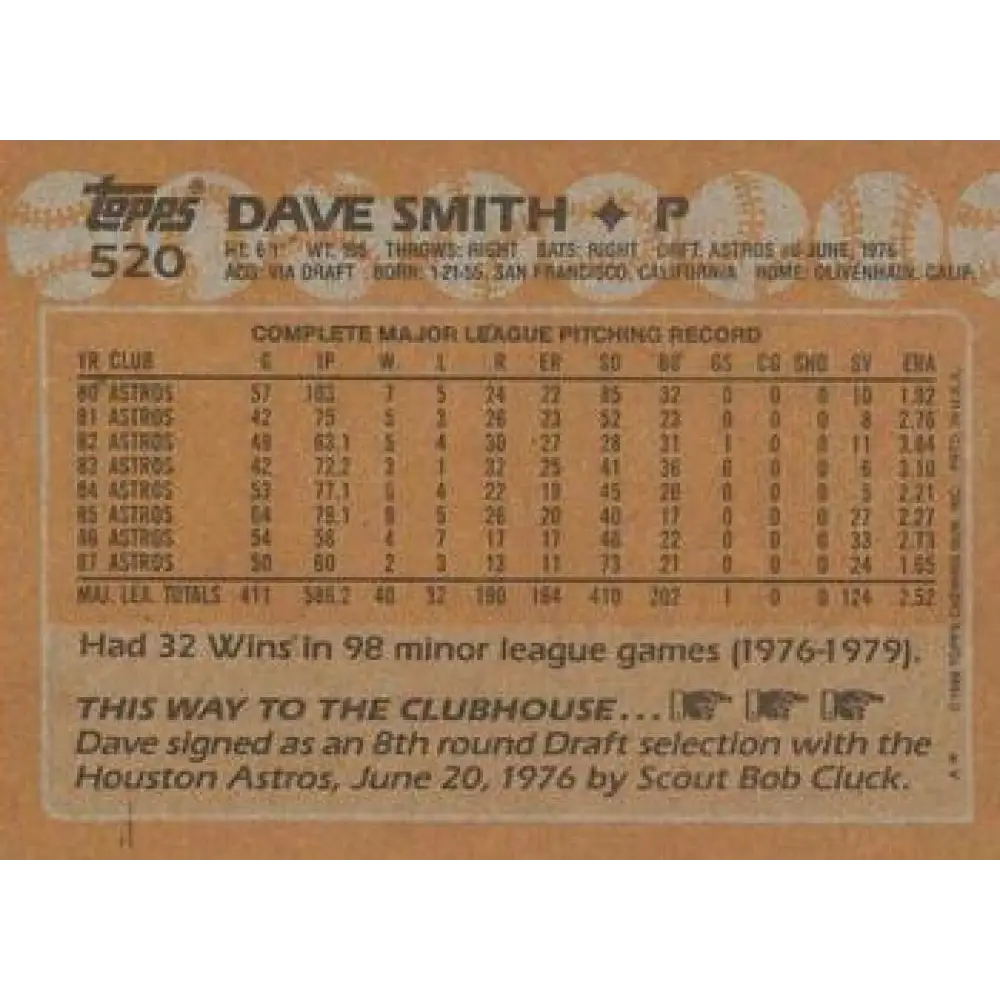 Topps® DAVE SMITH ✦ P
520 HT. 6'1" WT. 195 THROWS: RIGHT BATS: RIGHT DRFT. ASTROS #8-JUNE, 1976
ACQ: VIA DRAFT BORN: 1-21-55, SAN FRANCISCO, CALIFORNIA HOME: OLIVENHAIN, CALIF.
COMPLETE MAJOR LEAGUE PITCHING RECORD
YR CLUB G IP W L R ER SO BB GS CG SHO SV ERA
80 ASTROS 57 103 7 5 24 22 85 32 0 0 0 10 1.92
81 ASTROS 42 75 5 3 26 23 52 23 0 0 0 8 2.76
82 ASTROS 49 63.1 5 4 30 27 28 31 1 0 0 11 3.84
83 ASTROS 42 72.2 3 1 32 25 41 36 0 0 0 6 3.10
84 ASTROS 53 77.1 5 4 22 19 45 20 0 0 0 5 2.21
85 ASTROS 64 79.1 9 5 26 20 40 17 0 0 0 27 2.27
86 ASTROS 54 56 4 7 17 17 46 22 0 0 0 33 2.73
87 ASTROS 50 60 2 3 13 11 73 21 0 0 0 24 1.65
MAJ. LEA. TOTALS 411 586.2 40 32 190 164 410 202 1 0 0 124 2.52
Had 32 Wins in 98 minor league games (1976-1979).
THIS WAY TO THE CLUBHOUSE...
Dave signed as an 8th round Draft selection with the
Houston Astros, June 20, 1976 by Scout Bob Cluck.